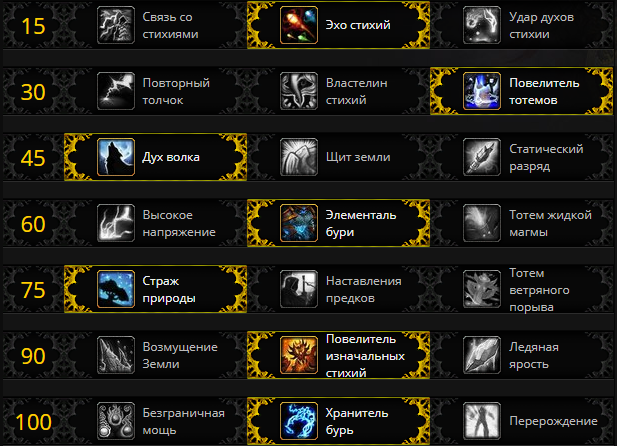 15
Связь со
стихиями
Эхо стихий
Удар духов
стихии
30
Повторный
толчок
Властелин
стихий
Повелитель
тотемов
45
Дух волка
Щит земли
Статический
разряд
60
Высокое
напряжение
Элементаль
бури
Тотем жидкой
магмы
75
Страж
природы
Наставления
предков
Тотем
ветряного
порыва
90
Возмущение
Земли
Повелитель
изначальных
стихий
Ледяная
ярость
100
Безграничная
мощь
Хранитель
бурь
Перерождение